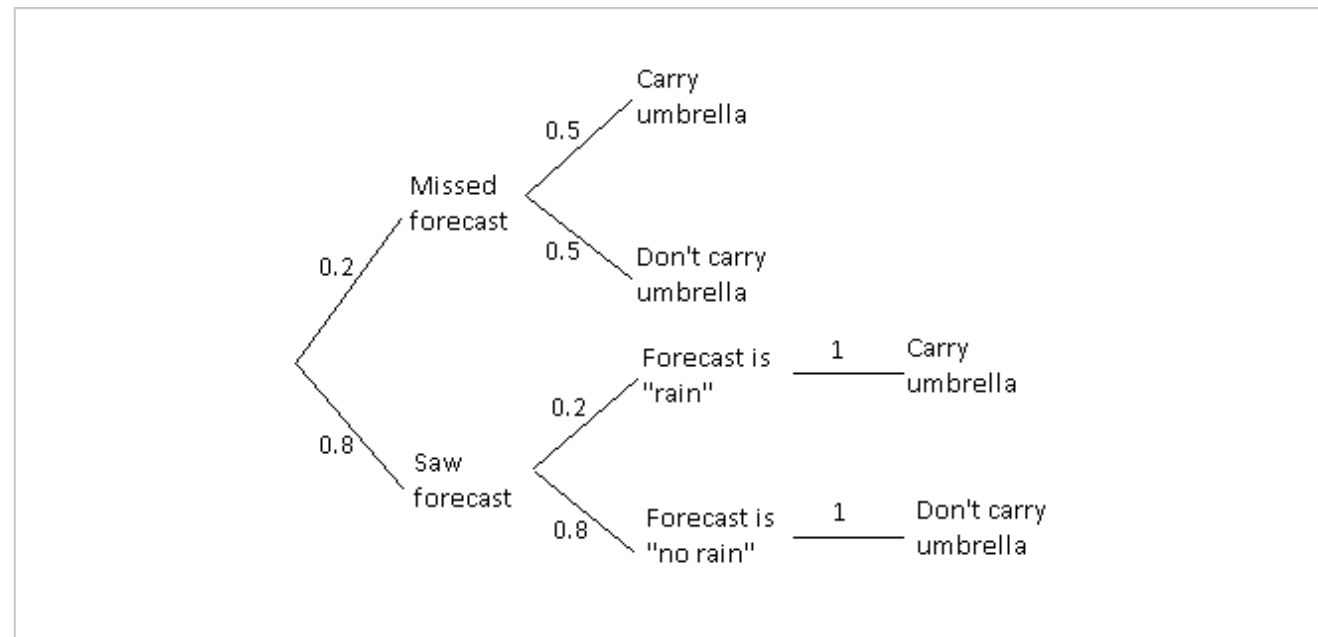 Carry
umbrella
0.5
Missed
forecast
0.5
Don't carry
umbrella
0.2
Forecast is
"rain"
1
Carry
umbrella
0.2
0.8
Saw
forecast
0.8
Forecast is
"no rain"
1
Don't carry
umbrella